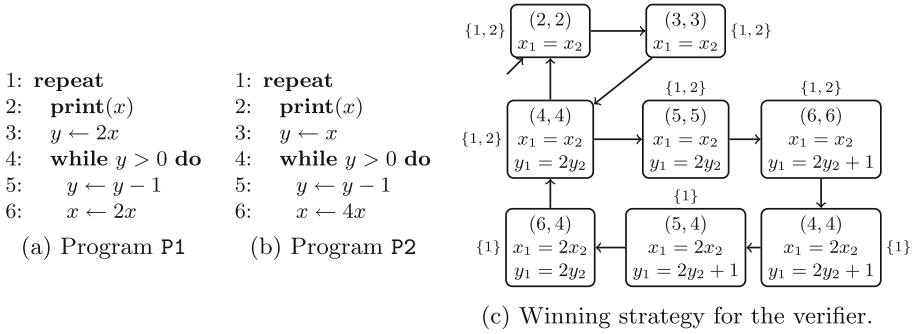 1: repeat
2: print(x)
3: y ← 2x
4: while y > 0 do
5: y ← y − 1
6: x ← 2x
(a) Program P1
1: repeat
2: print(x)
3: y ← x
4: while y > 0 do
5: y ← y − 1
6: x ← 4x
(b) Program P2
{1, 2}
(2, 2)
x₁ = x₂
(3, 3)
x₁ = x₂
{1, 2}
{1, 2}
(4, 4)
x₁ = x₂
y₁ = 2y₂
{1, 2}
(5, 5)
x₁ = x₂
y₁ = 2y₂
{1, 2}
(6, 6)
x₁ = x₂
y₁ = 2y₂ + 1
{1}
(6, 4)
x₁ = 2x₂
y₁ = 2y₂
{1}
(5, 4)
x₁ = 2x₂
y₁ = 2y₂ + 1
(4, 4)
x₁ = 2x₂
y₁ = 2y₂ + 1
{1}
(c) Winning strategy for the verifier.